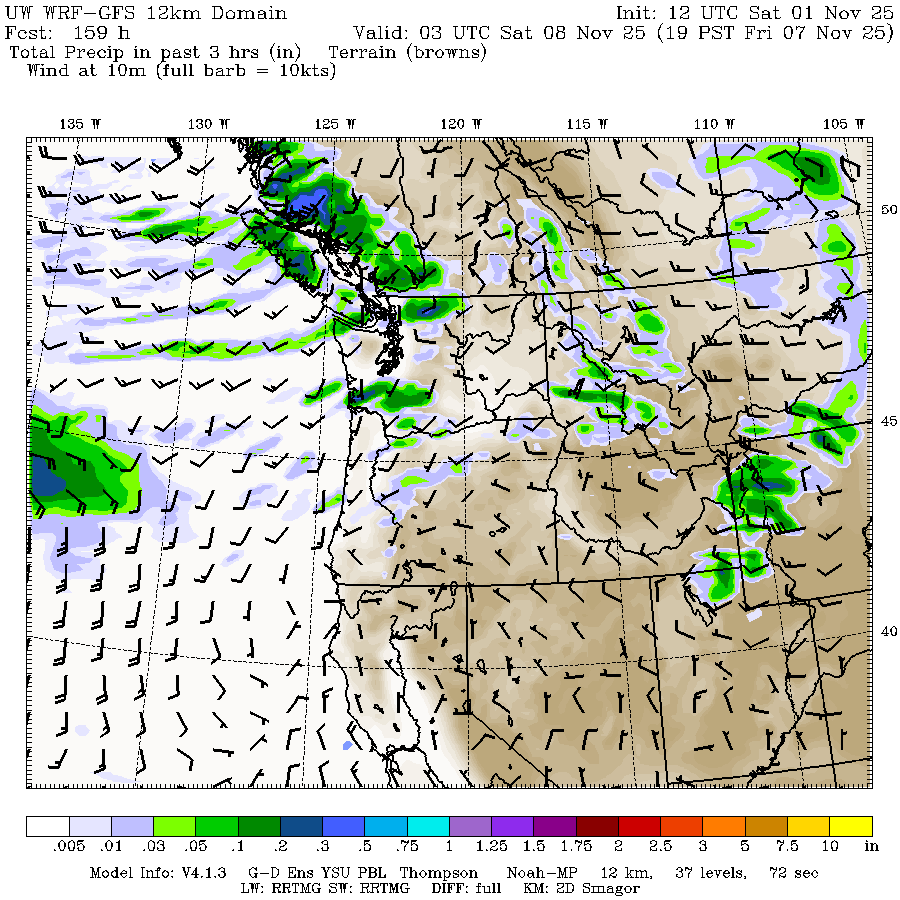 UW WRF-GFS 12km Domain Init: 12 UTC Sat 01 Nov 25
Fcst: 159 h Valid: 03 UTC Sat 08 Nov 25 (19 PST Fri 07 Nov 25)
Total Precip in past 3 hrs (in) Terrain (browns)
Wind at 10m (full barb = 10kts)
135 W 130 W 125 W 120 W 115 W 110 W 105 W
50
45
40
.005 .01 .03 .05 .1 .2 .3 .5 .75 1 1.25 1.5 1.75 2 2.5 3 5 7.5 10 in
Model Info: V4.1.3 G-D Ens YSU PBL Thompson Noah-MP 12 km, 37 levels, 72 sec
LW: RRTMG SW: RRTMG DIFF: full KM: 2D Smagor